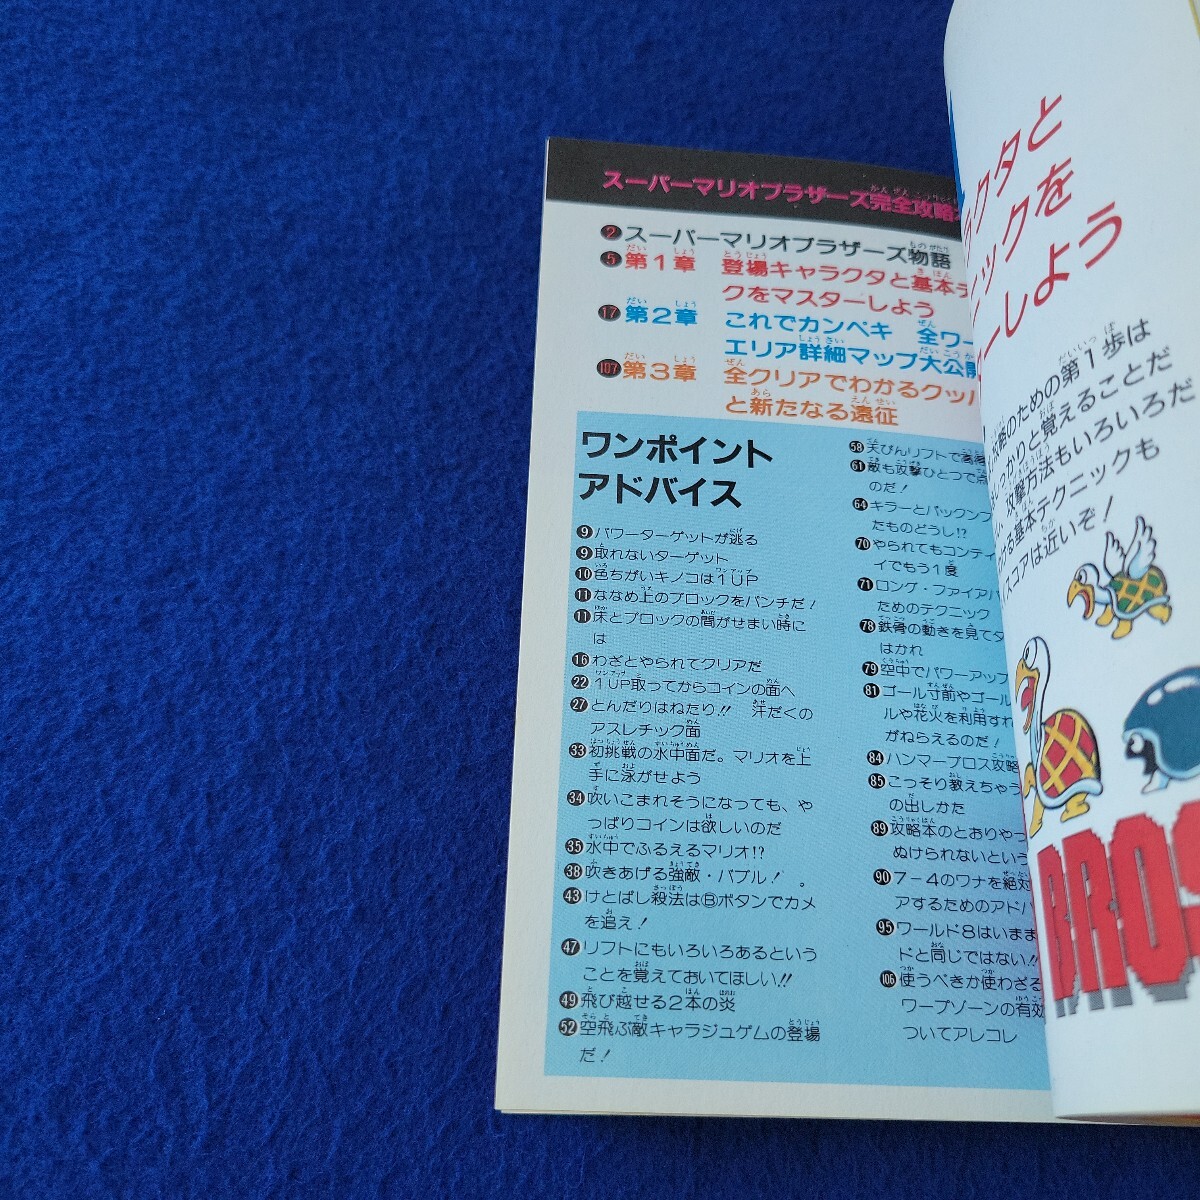 スーパーマリオブラザーズ完全攻略
2 スーパーマリオブラザーズ物語
5 第1章 登場キャラクタと基本テ
クをマスターしよう
17 第2章 これでカンペキ 全ワー
エリア詳細マップ大公開
107 第3章 全クリアでわかるクッパ
と新たなる遠征
ワンポイント
アドバイス
9 パワーターゲットが逃る
9 取れないターゲット
10 色ちがいキノコは1UP
11 ななめ上のブロックをパンチだ!
11 床とブロックの間がせまい時に
は
16 わざとやられてクリアだ
22 1UP取ってからコインの面へ
27 とんだりはねたり!! 汗だくの
アスレチック面
33 初挑戦の水中面だ。マリオを上
手に泳がせよう
34 吹いこまれそうになっても、や
っぱりコインは欲しいのだ
35 水中でふるえるマリオ!?
38 吹きあげる強敵・バブル!
43 けとばし殺法はⒷボタンでカメ
を追え!
47 リフトにもいろいろあるという
ことを覚えておいてほしい!!
49 飛び越せる2本の炎
52 空飛ぶ敵キャラジュゲムの登場
だ!
58 天びんリフトで高得
61 敵も攻撃ひとつで点
のだ!
64 キラーとパックンフ
たものどうし!?
70 やられてもコンティ
イでもう1度
71 ロング・ファイアバ
ためのテクニック
78 鉄骨の動きを見てタ
はかれ
79 空中でパワーアップ
81 ゴール寸前やゴール
ルや花火を利用すれ
がねらえるのだ!
84 ハンマーブロス攻略
85 こっそり教えちゃう
の出しかた
89 攻略本のとおりやっ
ぬけられないという
90 7-4のワナを絶対
アするためのアドバ
95 ワールド8はいまま
ドと同じではない!!
106 使うべきか使わざる
ワープゾーンの有効
ついてアレコレ
ラクタと
ニックを
ーしよう
攻略のための第1歩は
しっかりと覚えることだ
攻撃方法もいろいろだ
ける基本テクニックも
スコアは近いぞ!
BROS